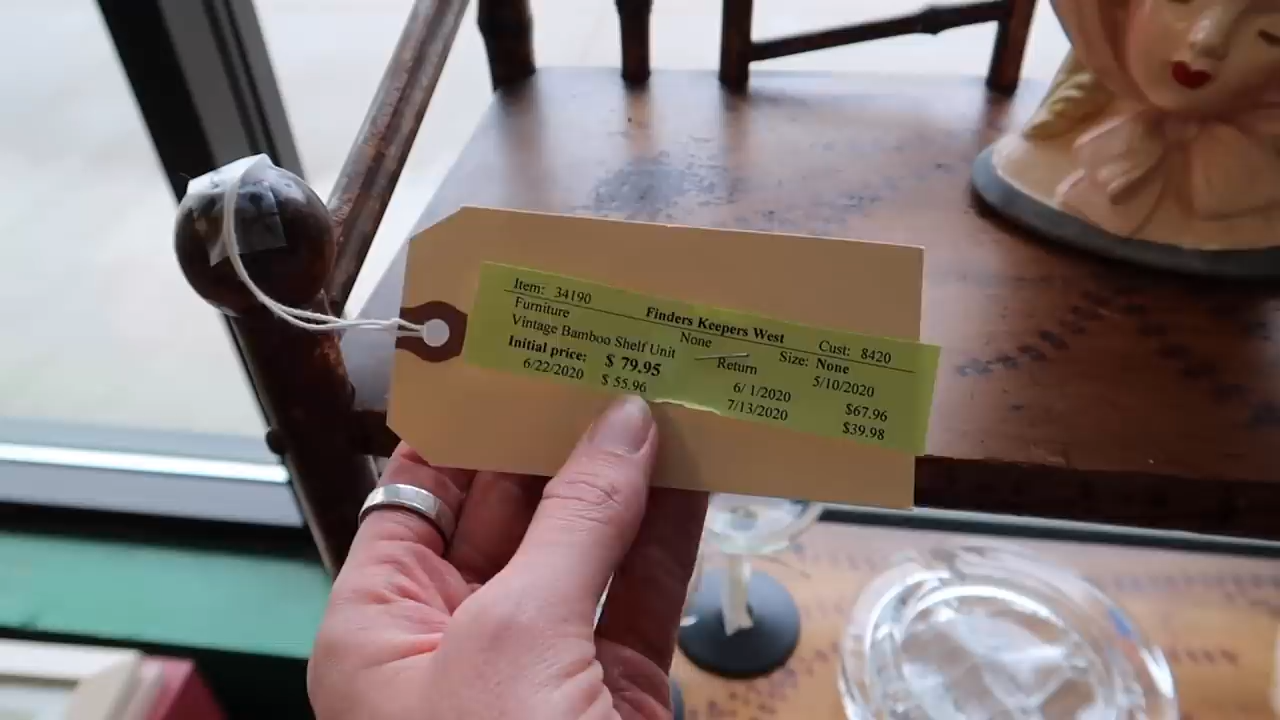 Item: 34190 Finders Keepers West Cust: 8420
Furniture None Size: None
Vintage Bamboo Shelf Unit Return 5/10/2020
Initial price: $ 79.95 6/ 1/2020 $67.96
6/22/2020 $ 55.96 7/13/2020 $39.98